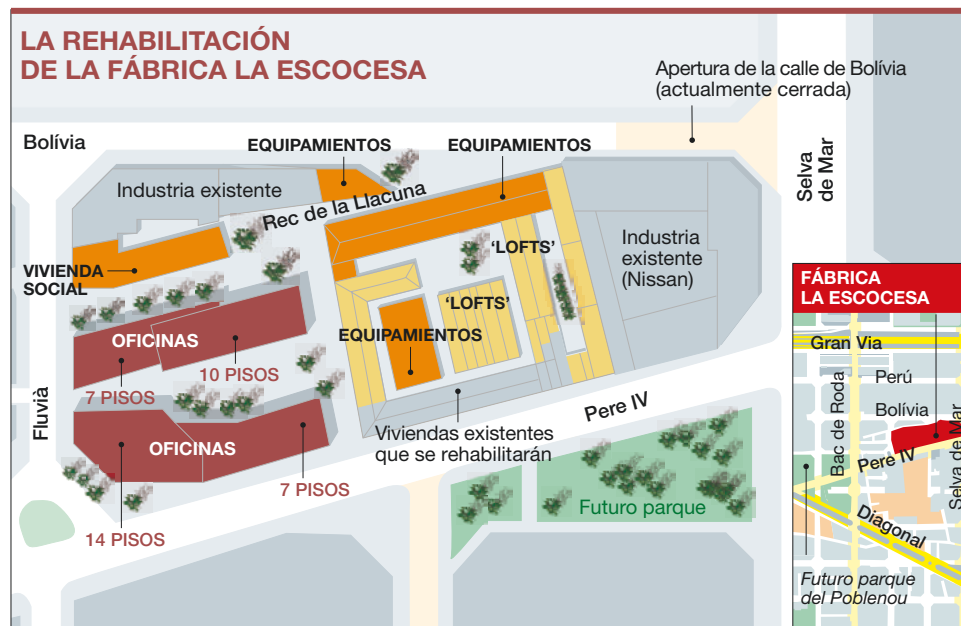 LA REHABILITACIÓN
DE LA FÁBRICA LA ESCOCESA
Apertura de la calle de Bolívia
(actualmente cerrada)
Bolívia
EQUIPAMIENTOS
EQUIPAMIENTOS
Selva
de Mar
Industria existente
Rec de la Llacuna
'LOFTS'
Industria
existente
(Nissan)
VIVIENDA
SOCIAL
'LOFTS'
EQUIPAMIENTOS
OFICINAS
10 PISOS
7 PISOS
Fluvià
Pere IV
Viviendas existentes
que se rehabilitarán
OFICINAS
7 PISOS
14 PISOS
Futuro parque
FÁBRICA
LA ESCOCESA
Gran Via
Perú
Bac de Roda
Bolívia
Pere IV
Selva de Mar
Diagonal
Futuro parque
del Poblenou